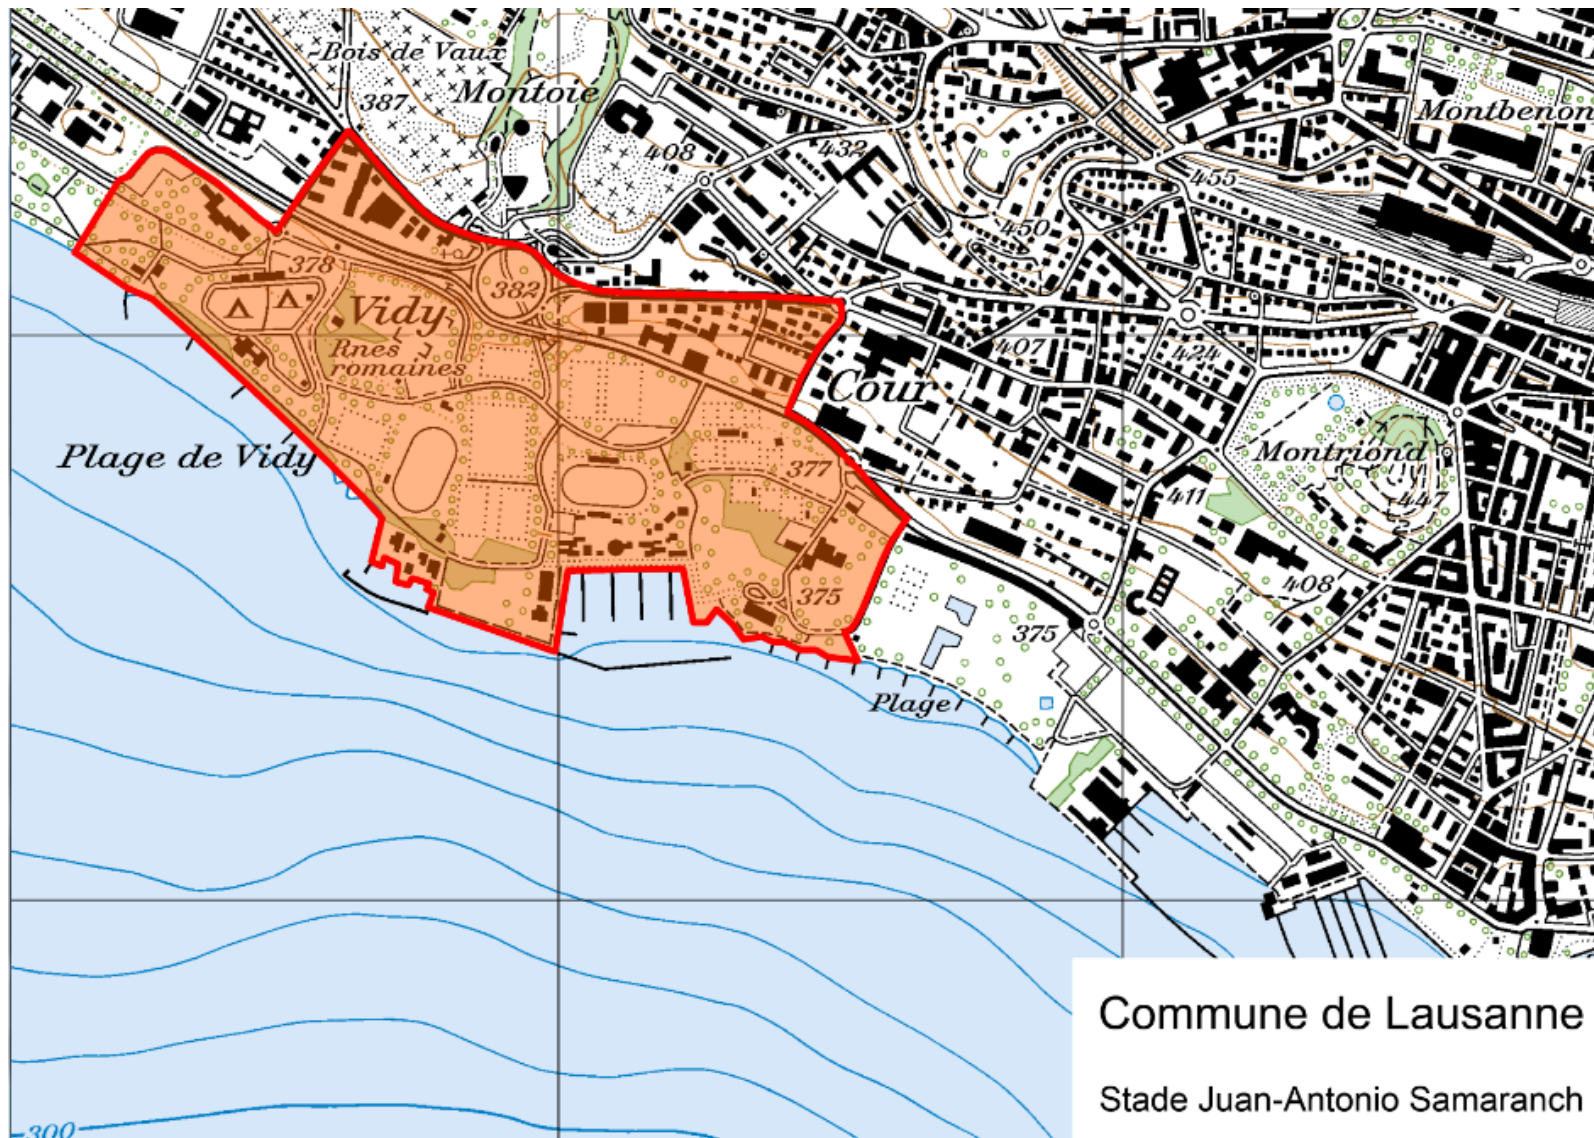 Bois de Vaux
387
Montoie
408
432
Montbenon
455
450
378
382
Vidy
Rnes
romaines
407
424
Cour
Plage de Vidy
377
Montriond
447
411
408
375
375
Plage
Commune de Lausanne
Stade Juan-Antonio Samaranch
300